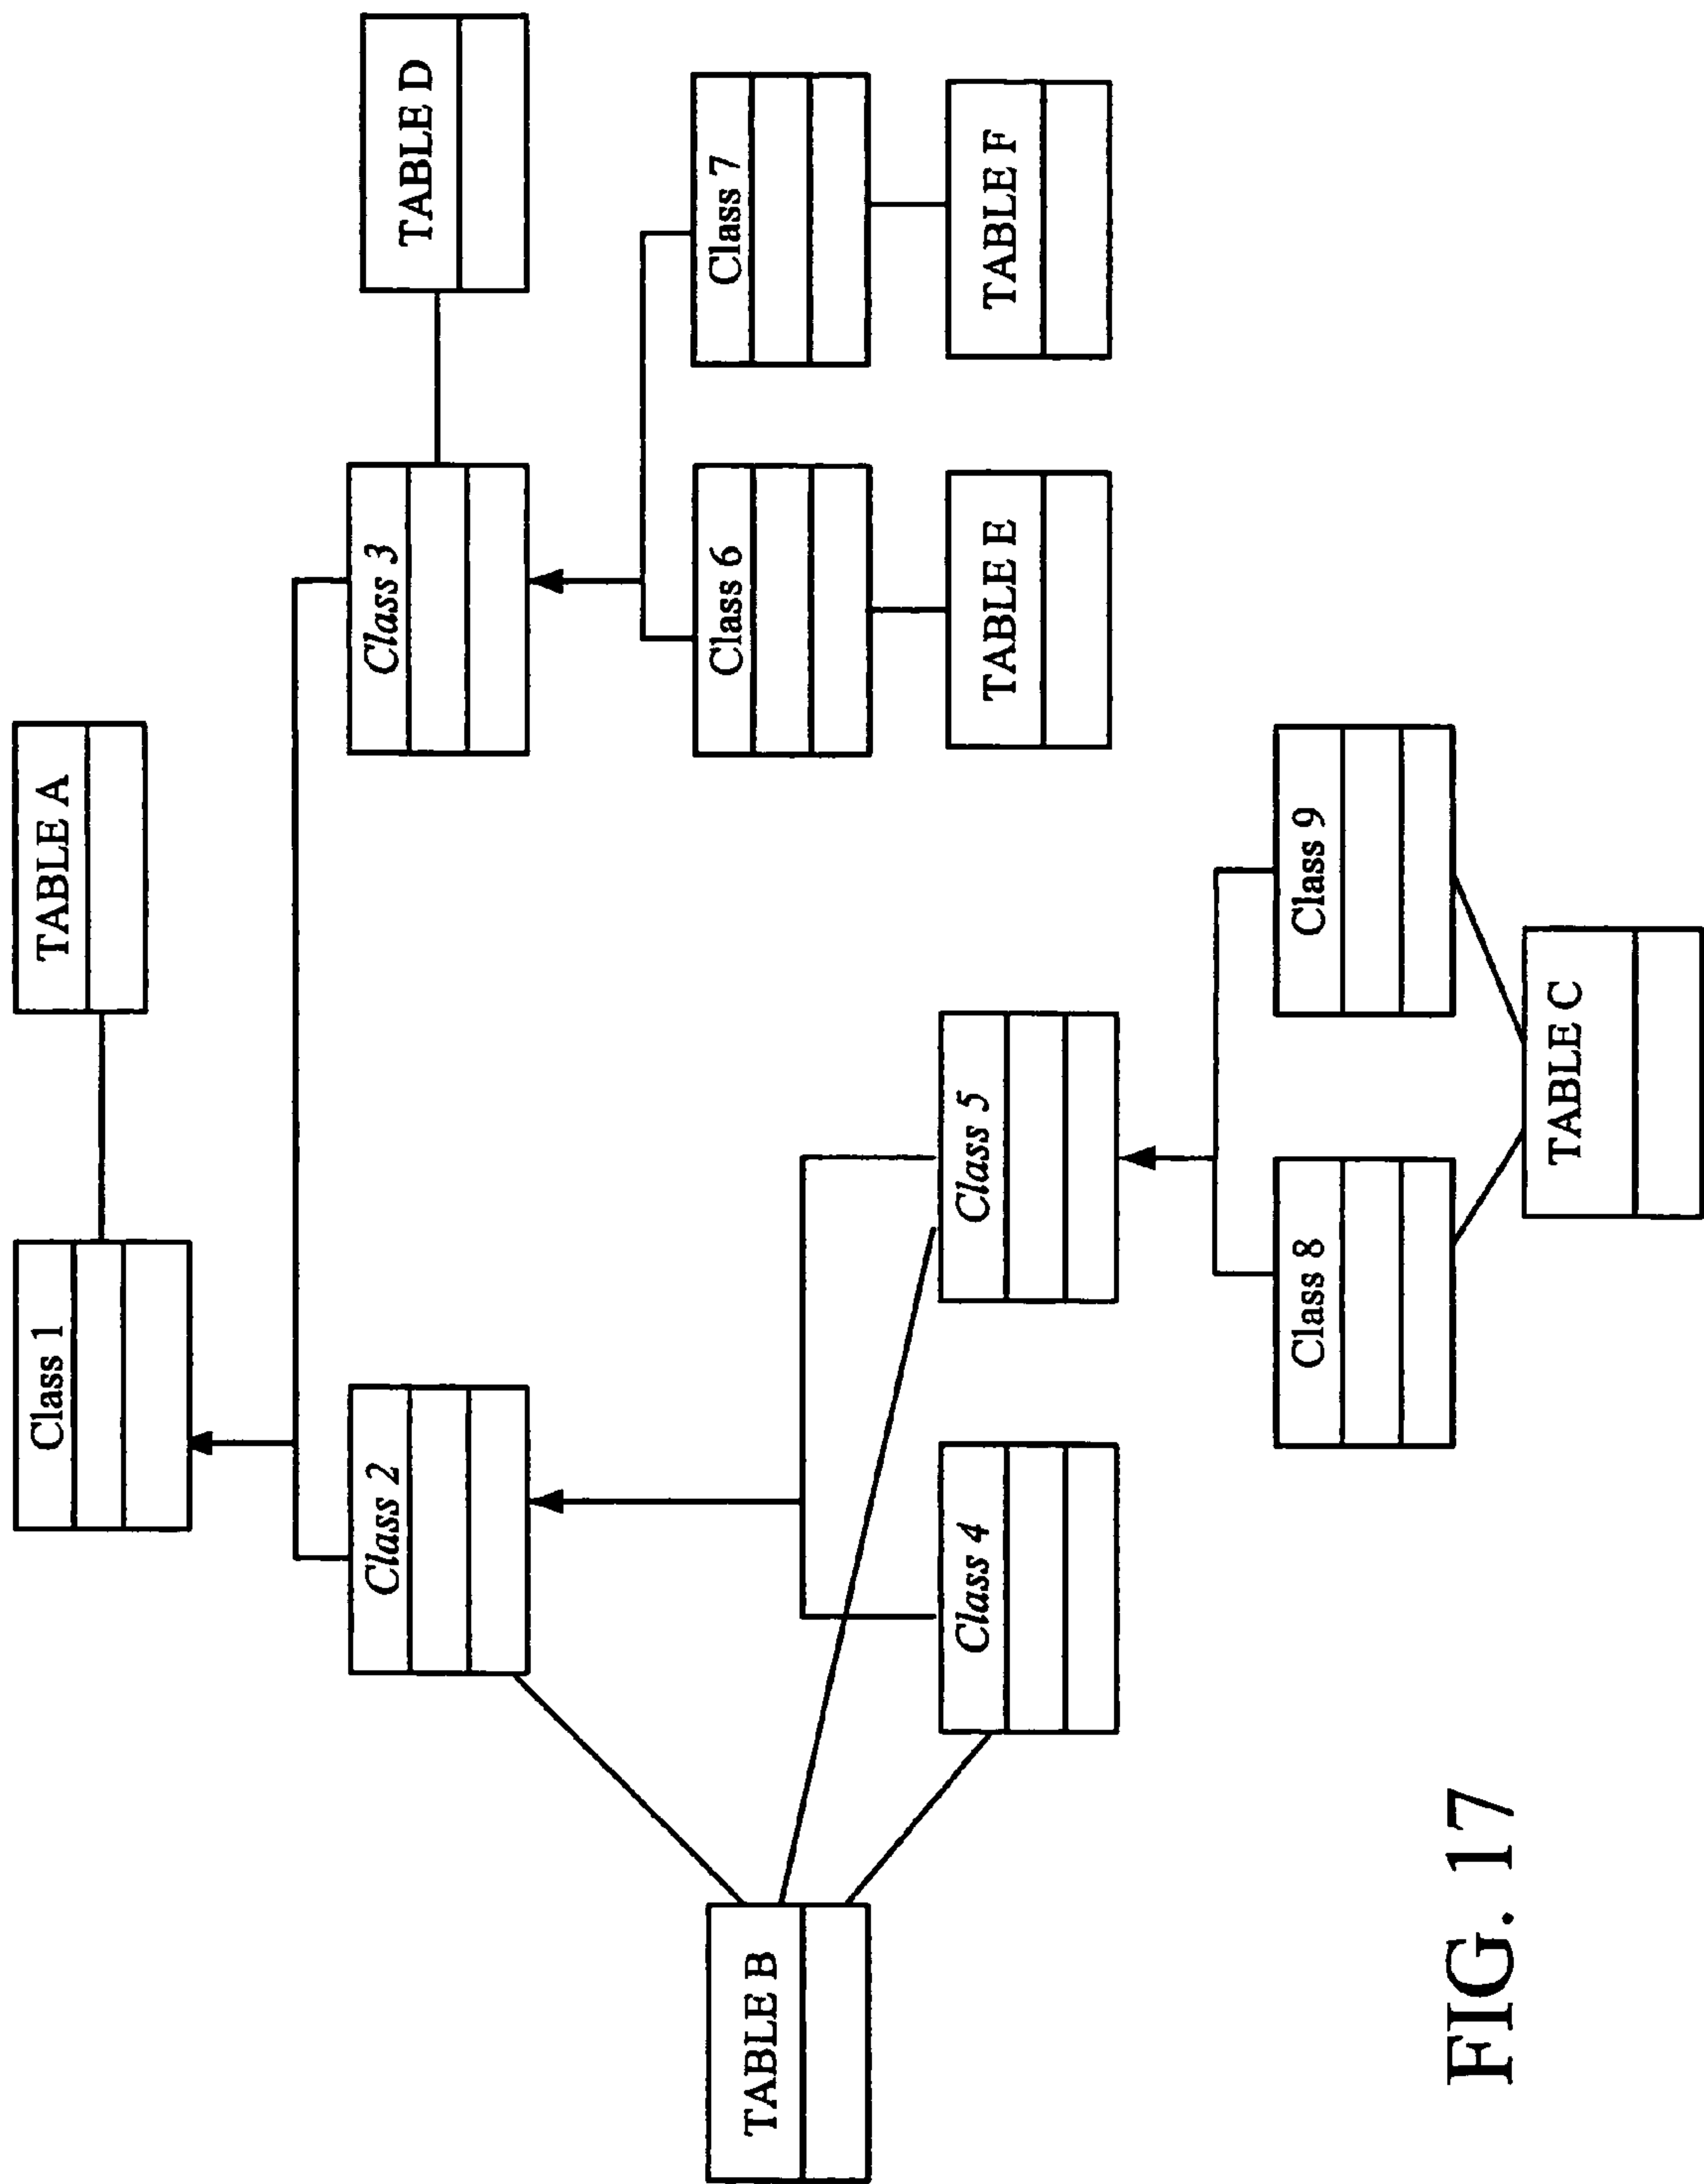 Class 1
TABLE A
Class 2
Class 3
TABLE D
TABLE B
Class 6
Class 7
Class 4
Class 5
TABLE E
TABLE F
Class 8
Class 9
TABLE C
FIG. 17